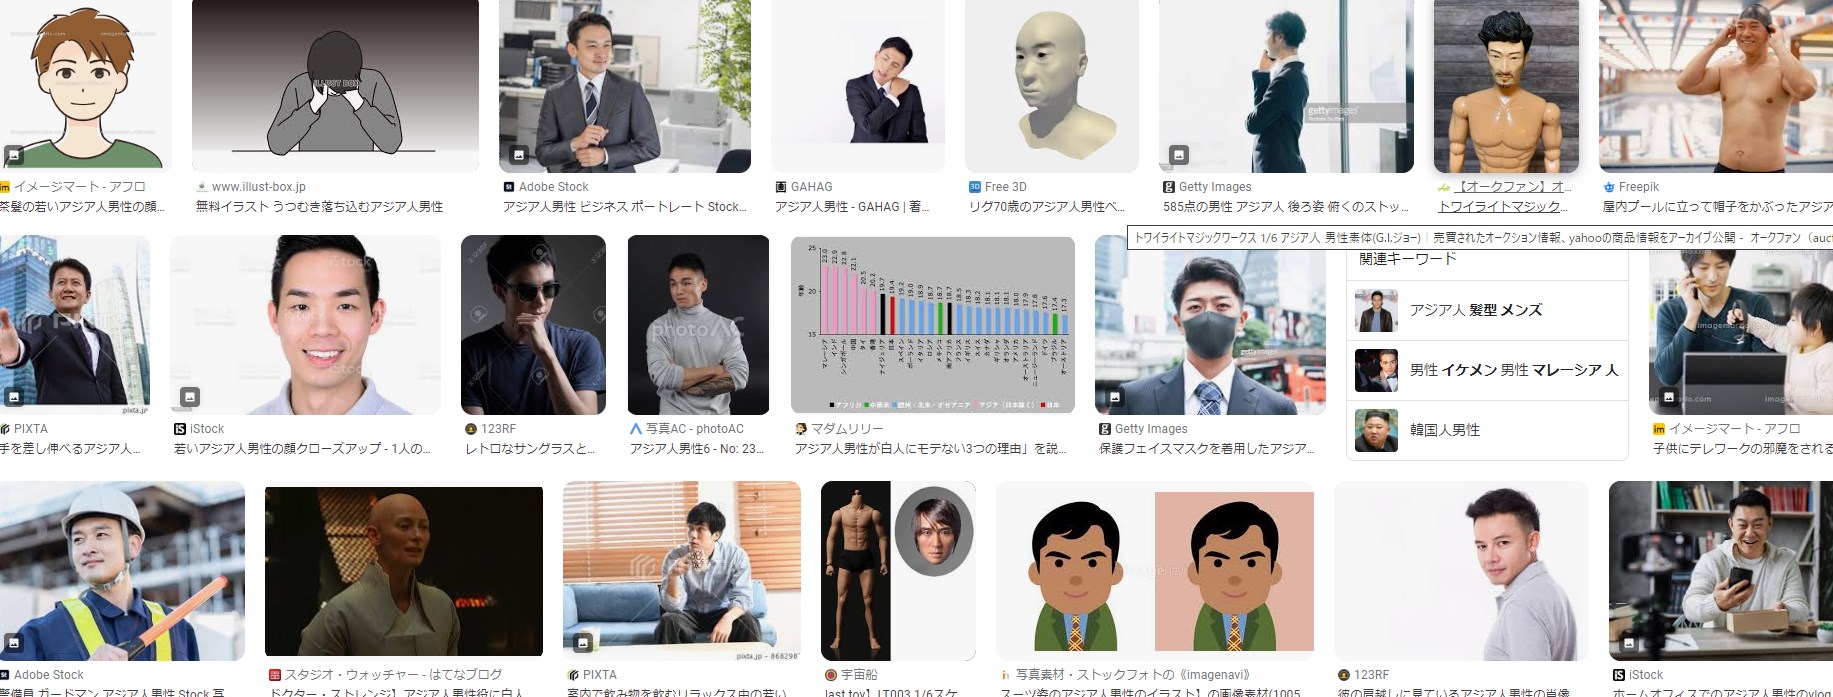 イメージマート - アフロ
茶髪の若いアジア人男性の顔...
ILLUST BOX
www.illust-box.jp
無料イラスト うつむき落ち込むアジア人男性
Adobe Stock
アジア人男性 ビジネス ポートレート Stock...
GAHAG
アジア人男性 - GAHAG | 著...
Free 3D
リグ70歳のアジア人男性ベ...
gettyimages
Getty Images
585点の男性 アジア人 後ろ姿 俯くのストッ...
【オークファン】オ...
トワイライトマジック...
Freepik
屋内プールに立って帽子をかぶったアジア
トワイライトマジックワークス 1/6 アジア人 男性素体(G.I.ジョー)｜売買されたオークション情報、yahooの商品情報をアーカイブ公開 - オークファン（auc
pixta.jp
PIXTA
手を差し伸べるアジア人...
iStock
iStock
若いアジア人男性の顔クローズアップ - 1人の...
123RF
レトロなサングラスと...
photoAC
写真AC - photoAC
アジア人男性6 - No: 23...
25
20
15
マダムリリー
アジア人男性が白人にモテない3つの理由」を説...
gettyimages
Getty Images
保護フェイスマスクを着用したアジア...
関連キーワード
アジア人 髪型 メンズ
男性 イケメン 男性 マレーシア 人
韓国人男性
イメージマート - アフロ
子供にテレワークの邪魔をされる
Adobe Stock
警備員 ガードマン アジア人男性 Stock 写
スタジオ・ウォッチャー - はてなブログ
ドクター・ストレンジ】アジア人男性役に白人
pixta.jp - 868298
PIXTA
室内で飲み物を飲むリラックス中の若い
宇宙船
last toy】LT003 1/6スケ
写真素材・ストックフォトの《imagenavi》
スーツ姿のアジア人男性のイラスト】の画像素材(1005
123RF
彼の肩越しに見ているアジア人男性の肖像
iStock
ホームオフィスでのアジア人男性のvlog